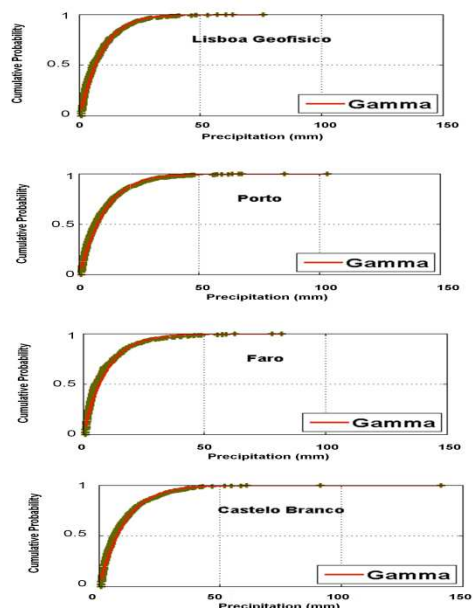 Cumulative Probability
1
0.5
0
Lisboa Geofisico
Gamma
0 50 100 150
Precipitation (mm)
Cumulative Probability
1
0.5
0
Porto
Gamma
0 50 100 150
Precipitation (mm)
Cumulative Probability
1
0.5
0
Faro
Gamma
0 50 100 150
Precipitation (mm)
Cumulative Probability
1
0.5
0
Castelo Branco
Gamma
0 50 100 150
Precipitation (mm)